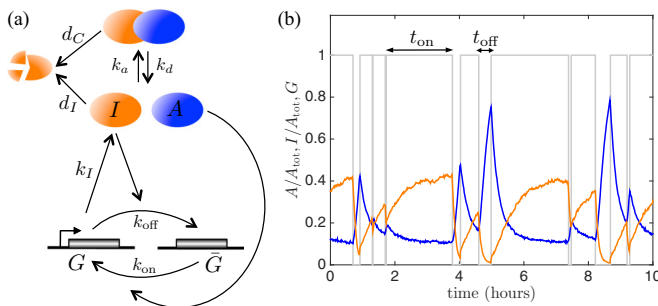 (a)
d_C
k_a
k_d
d_I
I
A
k_I
k_off
G
Ḡ
k_on
(b)
t_on
t_off
A/A_tot, I/A_tot, G
1
0.8
0.6
0.4
0.2
0
0 2 4 6 8 10
time (hours)